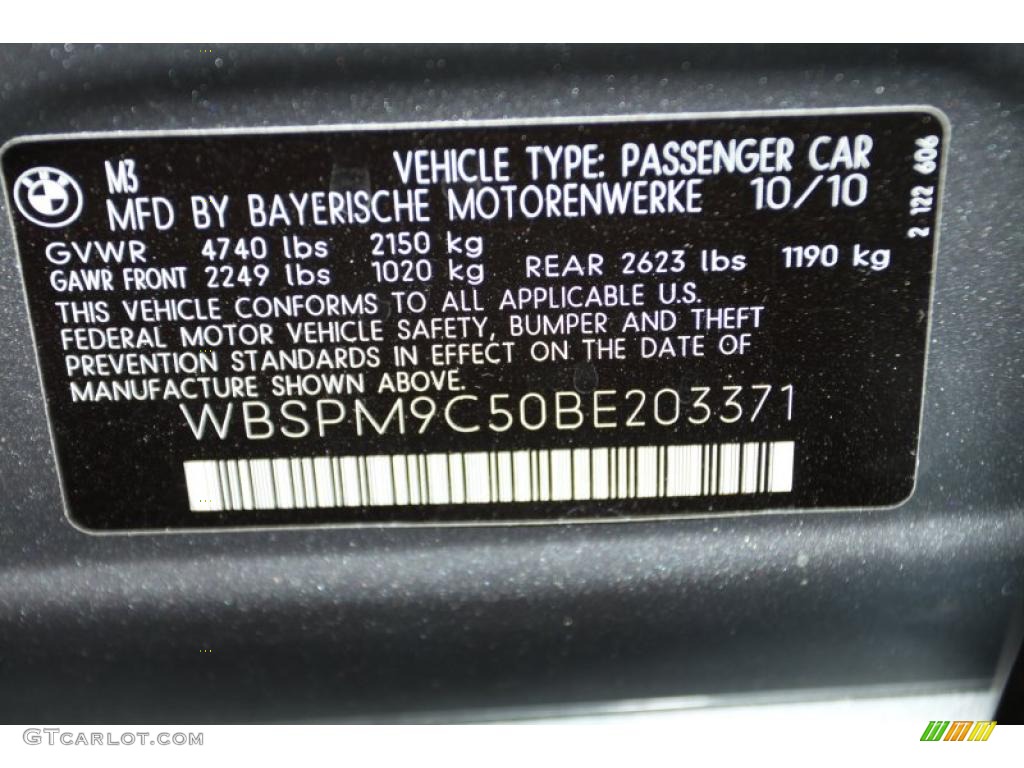 BMW
M3 VEHICLE TYPE: PASSENGER CAR
MFD BY BAYERISCHE MOTORENWERKE 10/10
GVWR 4740 lbs 2150 kg
GAWR FRONT 2249 lbs 1020 kg REAR 2623 lbs 1190 kg
THIS VEHICLE CONFORMS TO ALL APPLICABLE U.S.
FEDERAL MOTOR VEHICLE SAFETY, BUMPER AND THEFT
PREVENTION STANDARDS IN EFFECT ON THE DATE OF
MANUFACTURE SHOWN ABOVE.
WBSPM9C50BE203371
2 122 606
GTCARLOT.COM